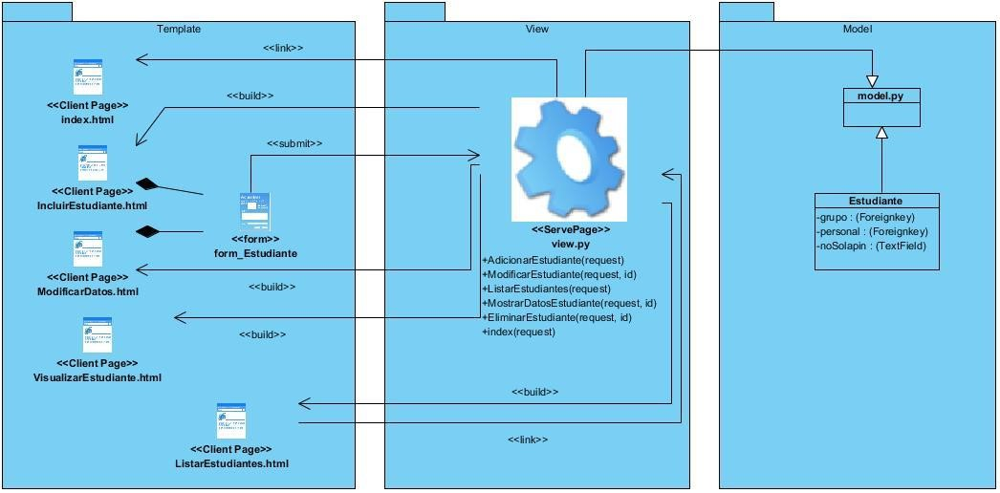 Template
View
Model
<<link>>
<<Client Page>>
index.html
<<build>>
<<submit>>
<<Client Page>>
IncluirEstudiante.html
<<form>>
form_Estudiante
<<Client Page>>
ModificarDatos.html
<<build>>
<<build>>
<<Client Page>>
VisualizarEstudiante.html
<<Client Page>>
ListarEstudiantes.html
<<ServePage>>
view.py
+AdicionarEstudiante(request)
+ModificarEstudiante(request, id)
+ListarEstudiantes(request)
+MostrarDatosEstudiante(request, id)
+EliminarEstudiante(request, id)
+index(request)
<<build>>
<<link>>
model.py
Estudiante
-grupo : (Foreignkey)
-personal : (Foreignkey)
-noSolapin : (TextField)